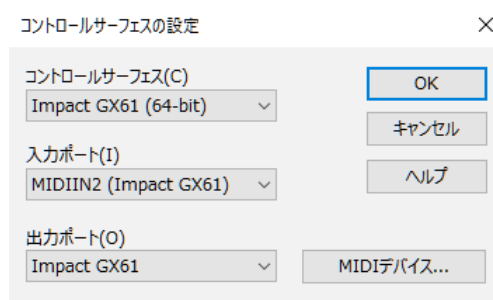 コントロールサーフェスの設定
コントロールサーフェス(C)
Impact GX61 (64-bit)
OK
キャンセル
入力ポート(I)
MIDIIN2 (Impact GX61)
ヘルプ
出力ポート(O)
Impact GX61
MIDIデバイス...